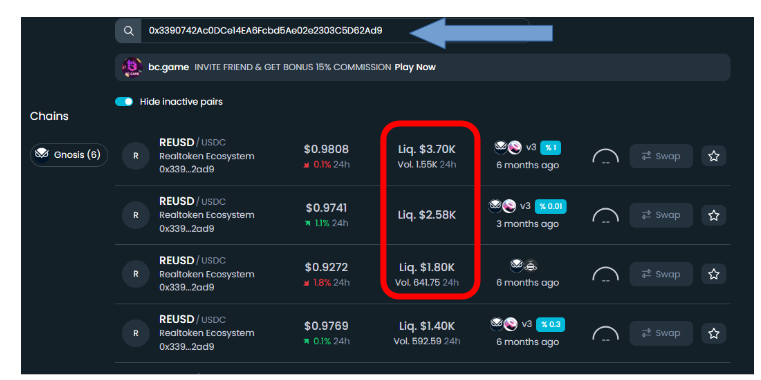 0x3390742Ac0DCe14EA6Fcbd5Ae02e2303C5D62Ad9
bc.game INVITE FRIEND & GET BONUS 15% COMMISSION Play Now
Hide inactive pairs
Chains
Gnosis (6)
R
REUSD / USDC
Realtoken Ecosystem
0x339...2ad9
$0.9808
0.1% 24h
Liq. $3.70K
Vol. 1.55K 24h
v3 % 1
6 months ago
--
Swap
R
REUSD / USDC
Realtoken Ecosystem
0x339...2ad9
$0.9741
1.1% 24h
Liq. $2.58K
v3 % 0.01
3 months ago
--
Swap
R
REUSD / USDC
Realtoken Ecosystem
0x339...2ad9
$0.9272
1.8% 24h
Liq. $1.80K
Vol. 641.75 24h
6 months ago
--
Swap
R
REUSD / USDC
Realtoken Ecosystem
0x339...2ad9
$0.9769
0.1% 24h
Liq. $1.40K
Vol. 592.59 24h
v3 % 0.3
6 months ago
--
Swap